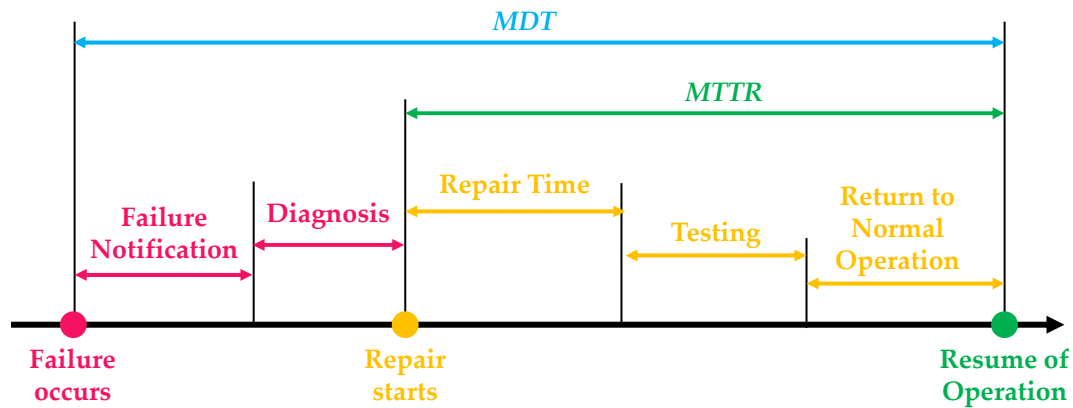 MDT
MTTR
Repair Time
Failure
Notification
Diagnosis
Testing
Return to
Normal
Operation
Failure
occurs
Repair
starts
Resume of
Operation